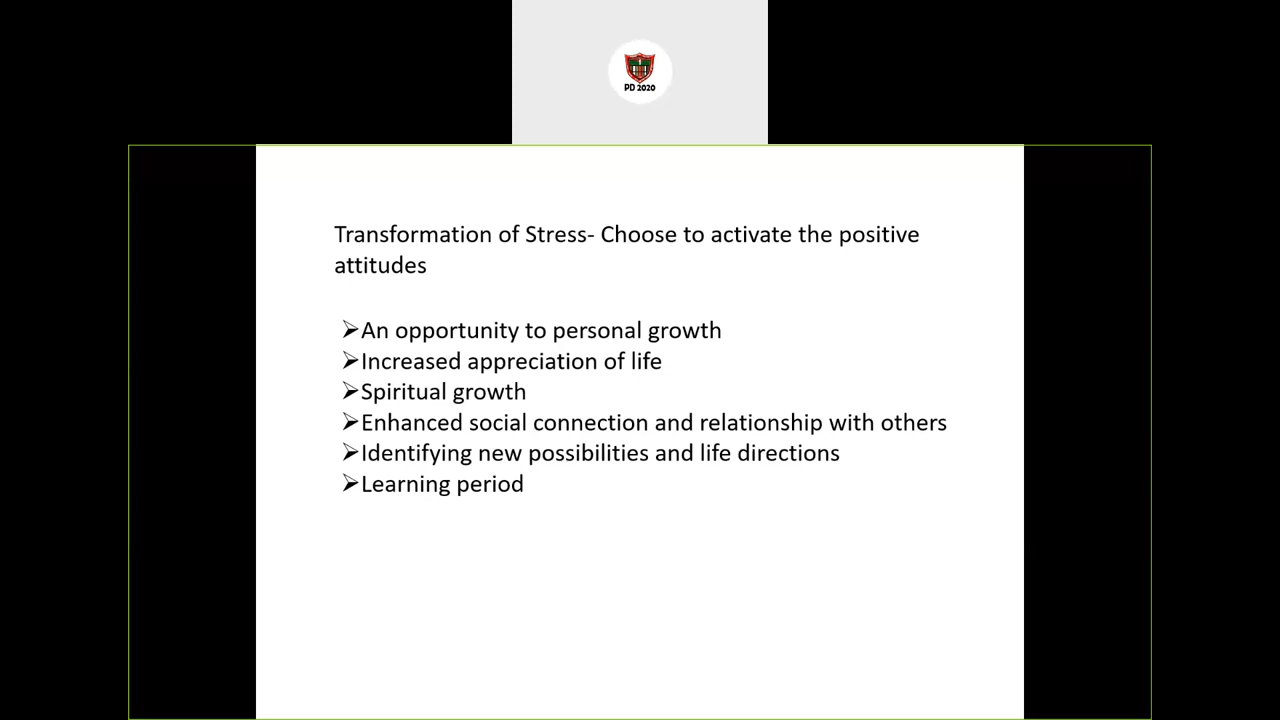 PD 2020
Transformation of Stress- Choose to activate the positive
attitudes
➢An opportunity to personal growth
➢Increased appreciation of life
➢Spiritual growth
➢Enhanced social connection and relationship with others
➢Identifying new possibilities and life directions
➢Learning period